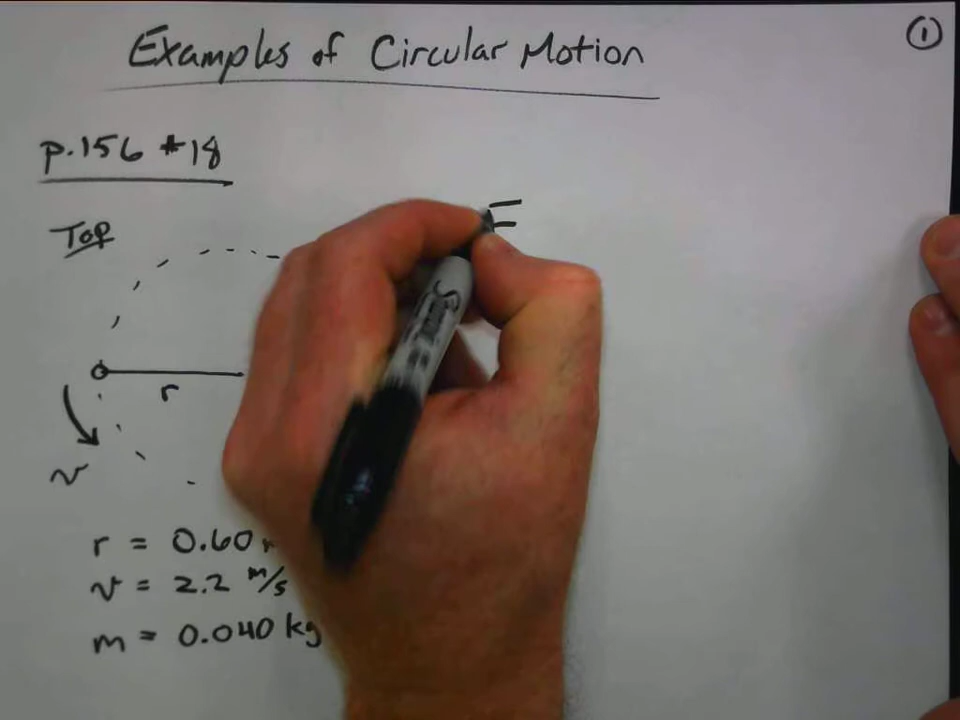 Examples of Circular Motion
①
p.156 #18
Top
r
v
r = 0.60
v = 2.2 m/s
m = 0.040 kg